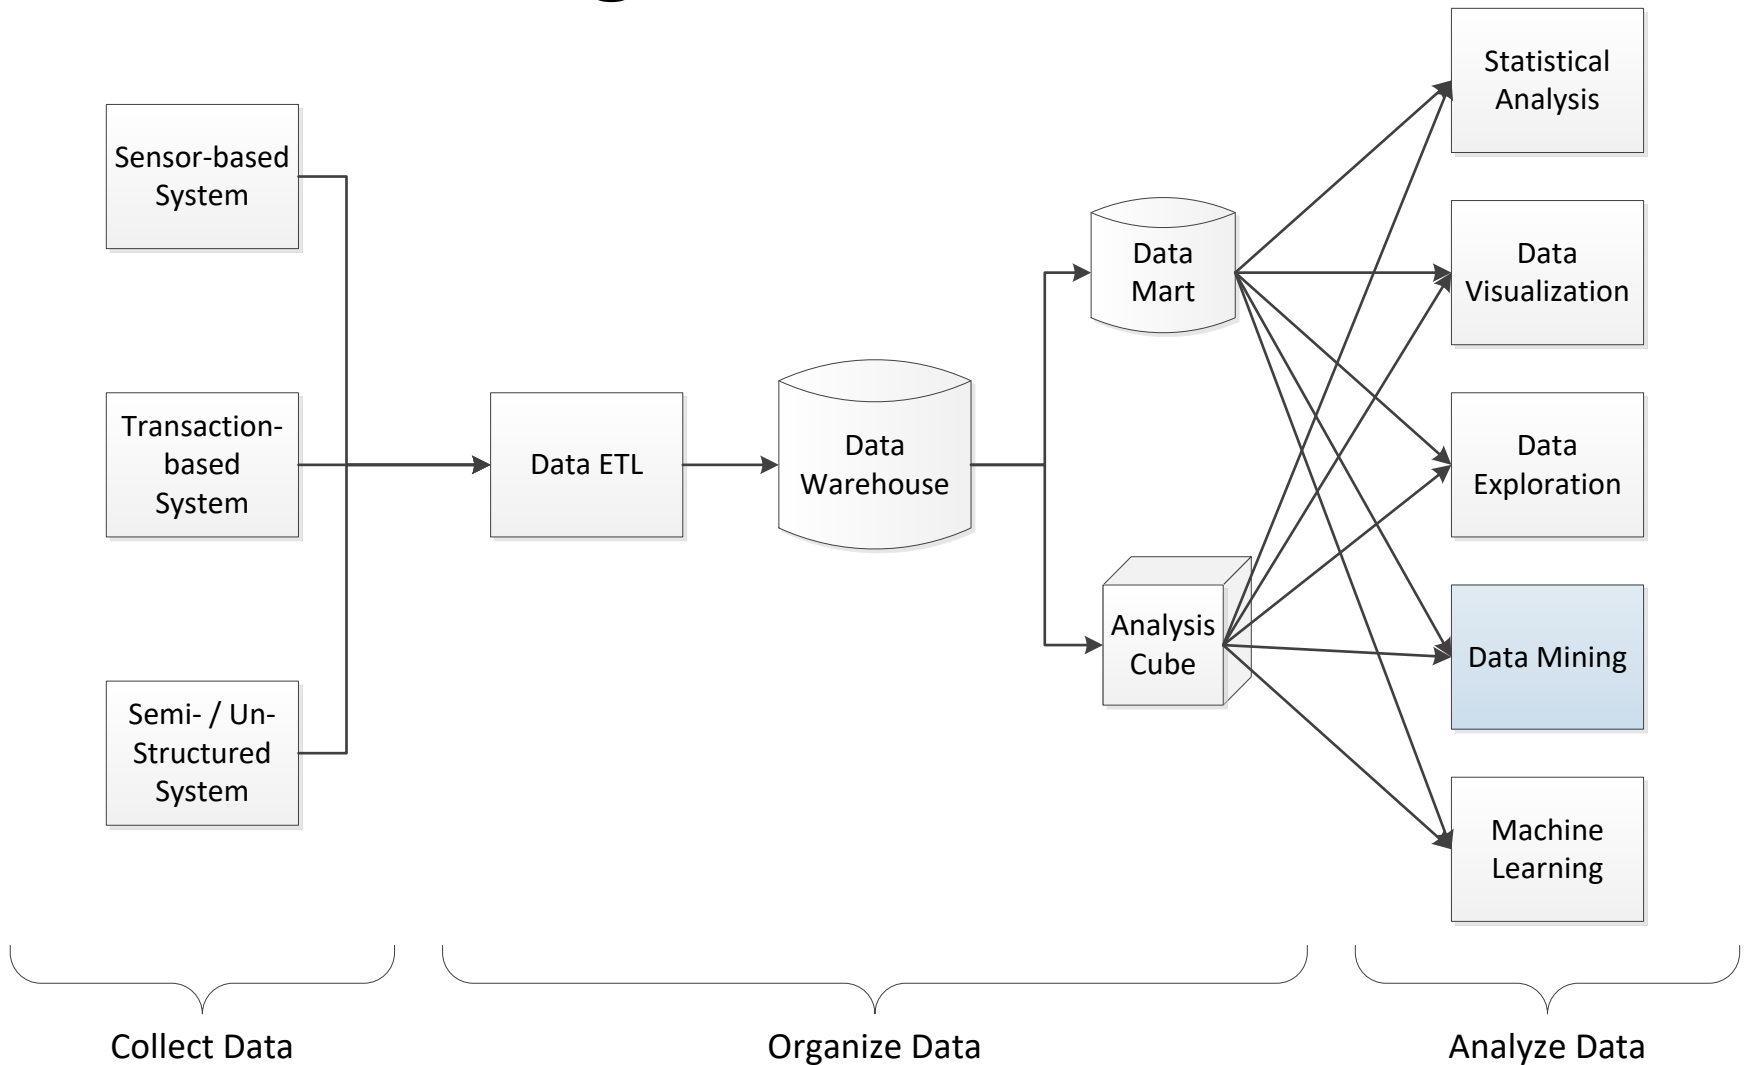 Statistical
Analysis
Sensor-based
System
Data
Mart
Data
Visualization
Transaction-
based
System
Data ETL
Data
Warehouse
Data
Exploration
Analysis
Cube
Data Mining
Semi- / Un-
Structured
System
Machine
Learning
Collect Data
Organize Data
Analyze Data